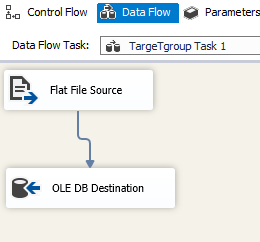 Control Flow Data Flow Parameters
Data Flow Task: TargeTgroup Task 1
Flat File Source
OLE DB Destination